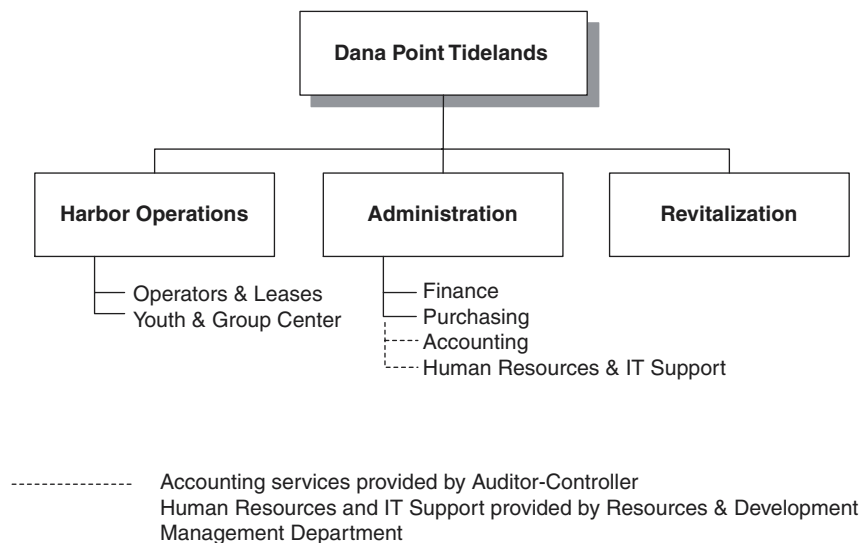 Dana Point Tidelands
Harbor Operations
Administration
Revitalization
Operators & Leases
Youth & Group Center
Finance
Purchasing
Accounting
Human Resources & IT Support
Accounting services provided by Auditor-Controller
Human Resources and IT Support provided by Resources & Development
Management Department